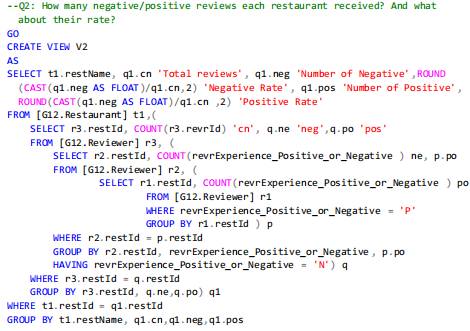 --Q2: How many negative/positive reviews each restaurant received? And what
about their rate?
GO
CREATE VIEW V2
AS
SELECT t1.restName, q1.cn 'Total reviews', q1.neg 'Number of Negative',ROUND
(CAST(q1.neg AS FLOAT)/q1.cn,2) 'Negative Rate', q1.pos 'Number of Positive',
ROUND(CAST(q1.neg AS FLOAT)/q1.cn ,2) 'Positive Rate'
FROM [G12.Restaurant] t1,(
SELECT r3.restId, COUNT(r3.revrId) 'cn', q.ne 'neg',q.po 'pos'
FROM [G12.Reviewer] r3, (
SELECT r2.restId, COUNT(revrExperience_Positive_or_Negative ) ne, p.po
FROM [G12.Reviewer] r2, (
SELECT r1.restId, COUNT(revrExperience_Positive_or_Negative ) po
FROM [G12.Reviewer] r1
WHERE revrExperience_Positive_or_Negative = 'P'
GROUP BY r1.restId ) p
WHERE r2.restId = p.restId
GROUP BY r2.restId, revrExperience_Positive_or_Negative, p.po
HAVING revrExperience_Positive_or_Negative = 'N') q
WHERE r3.restId = q.restId
GROUP BY r3.restId, q.ne,q.po) q1
WHERE t1.restId = q1.restId
GROUP BY t1.restName, q1.cn,q1.neg,q1.pos